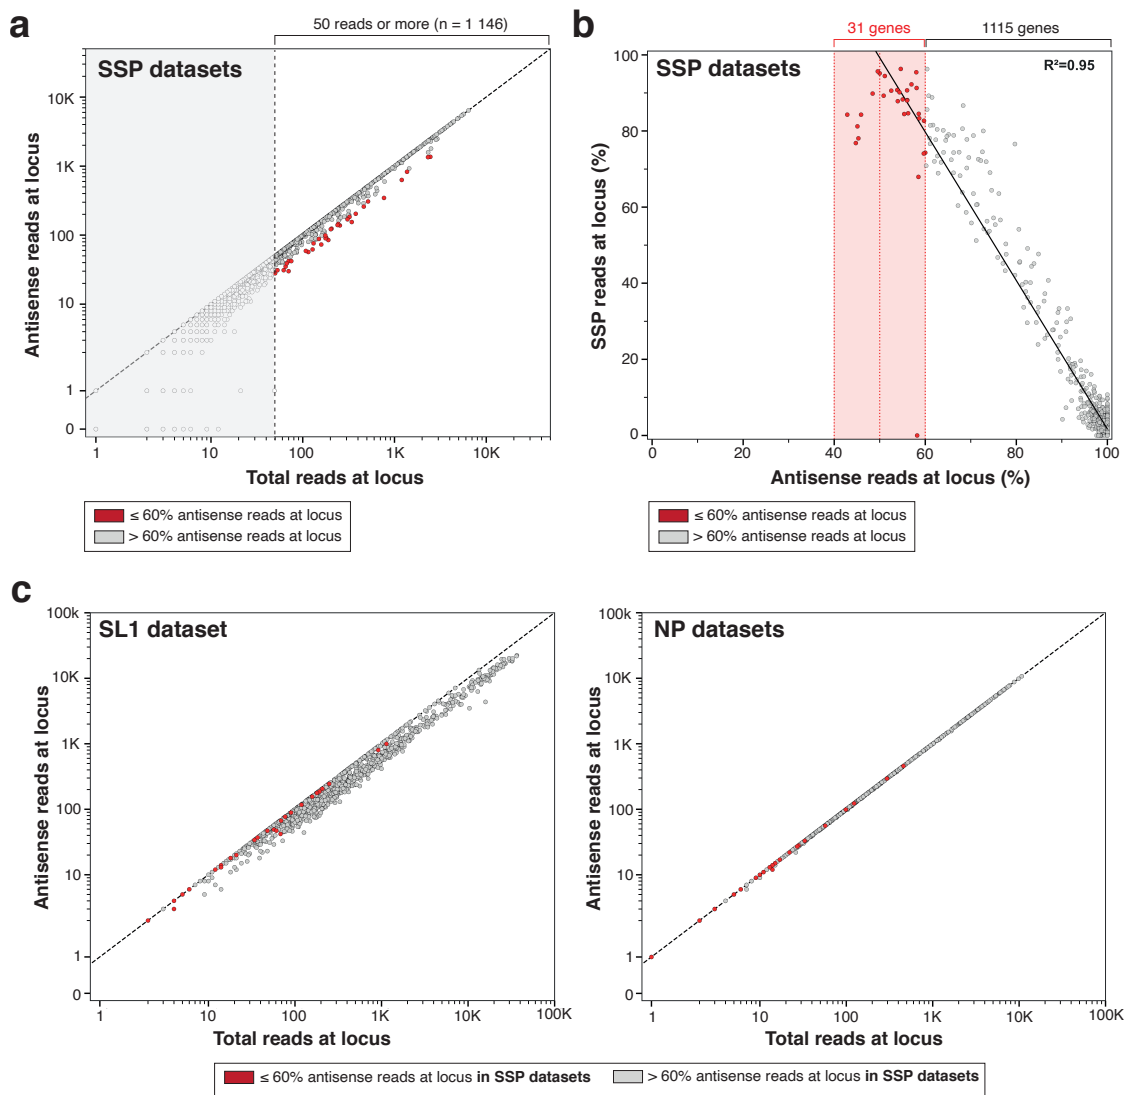 a
50 reads or more (n = 1 146)
SSP datasets
Antisense reads at locus
10K
1K
100
10
1
0
1
10
100
1K
10K
Total reads at locus
≤ 60% antisense reads at locus
> 60% antisense reads at locus
b
31 genes
1115 genes
SSP datasets
R²=0.95
SSP reads at locus (%)
100
80
60
40
20
0
0
20
40
60
80
100
Antisense reads at locus (%)
≤ 60% antisense reads at locus
> 60% antisense reads at locus
c
SL1 dataset
Antisense reads at locus
100k
10K
1K
100
10
1
0
1
10
100
1K
10K
100K
Total reads at locus
NP datasets
Antisense reads at locus
100k
10K
1K
100
10
1
0
1
10
100
1K
10K
100K
Total reads at locus
≤ 60% antisense reads at locus in SSP datasets
> 60% antisense reads at locus in SSP datasets